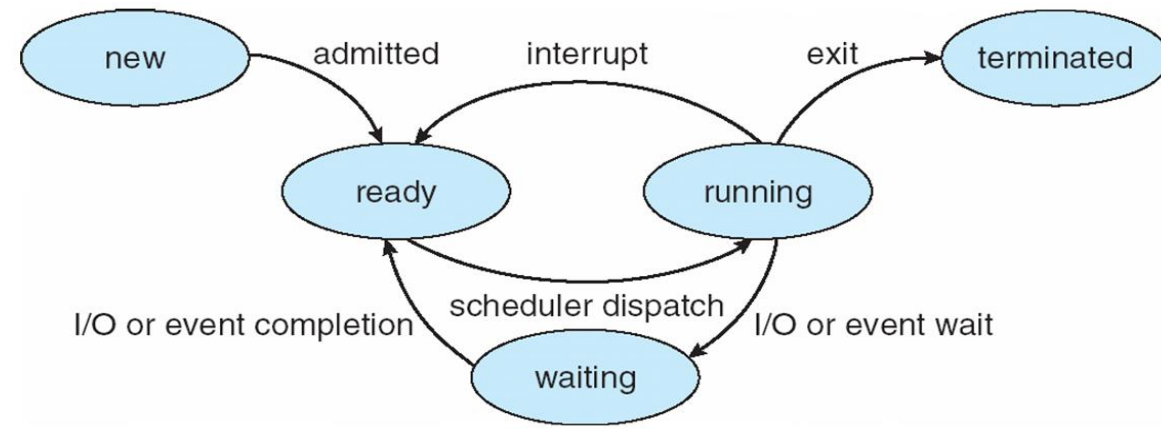 new
admitted
interrupt
exit
terminated
ready
running
I/O or event completion
scheduler dispatch
I/O or event wait
waiting